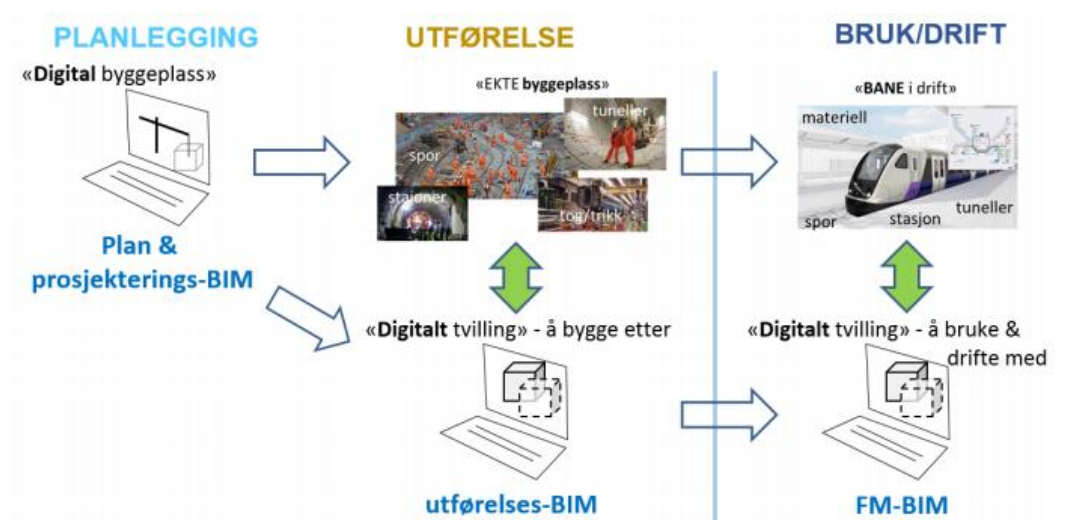 PLANLEGGING
«Digital byggeplass»
Plan &
prosjekterings-BIM
UTFØRELSE
«EKTE byggeplass»
tuneller
spor
stajoner
tog/trikk
«Digitalt tvilling» - å bygge etter
utførelses-BIM
BRUK/DRIFT
«BANE i drift»
materiell
tuneller
stasjon
spor
«Digitalt tvilling» - å bruke &
drifte med
FM-BIM